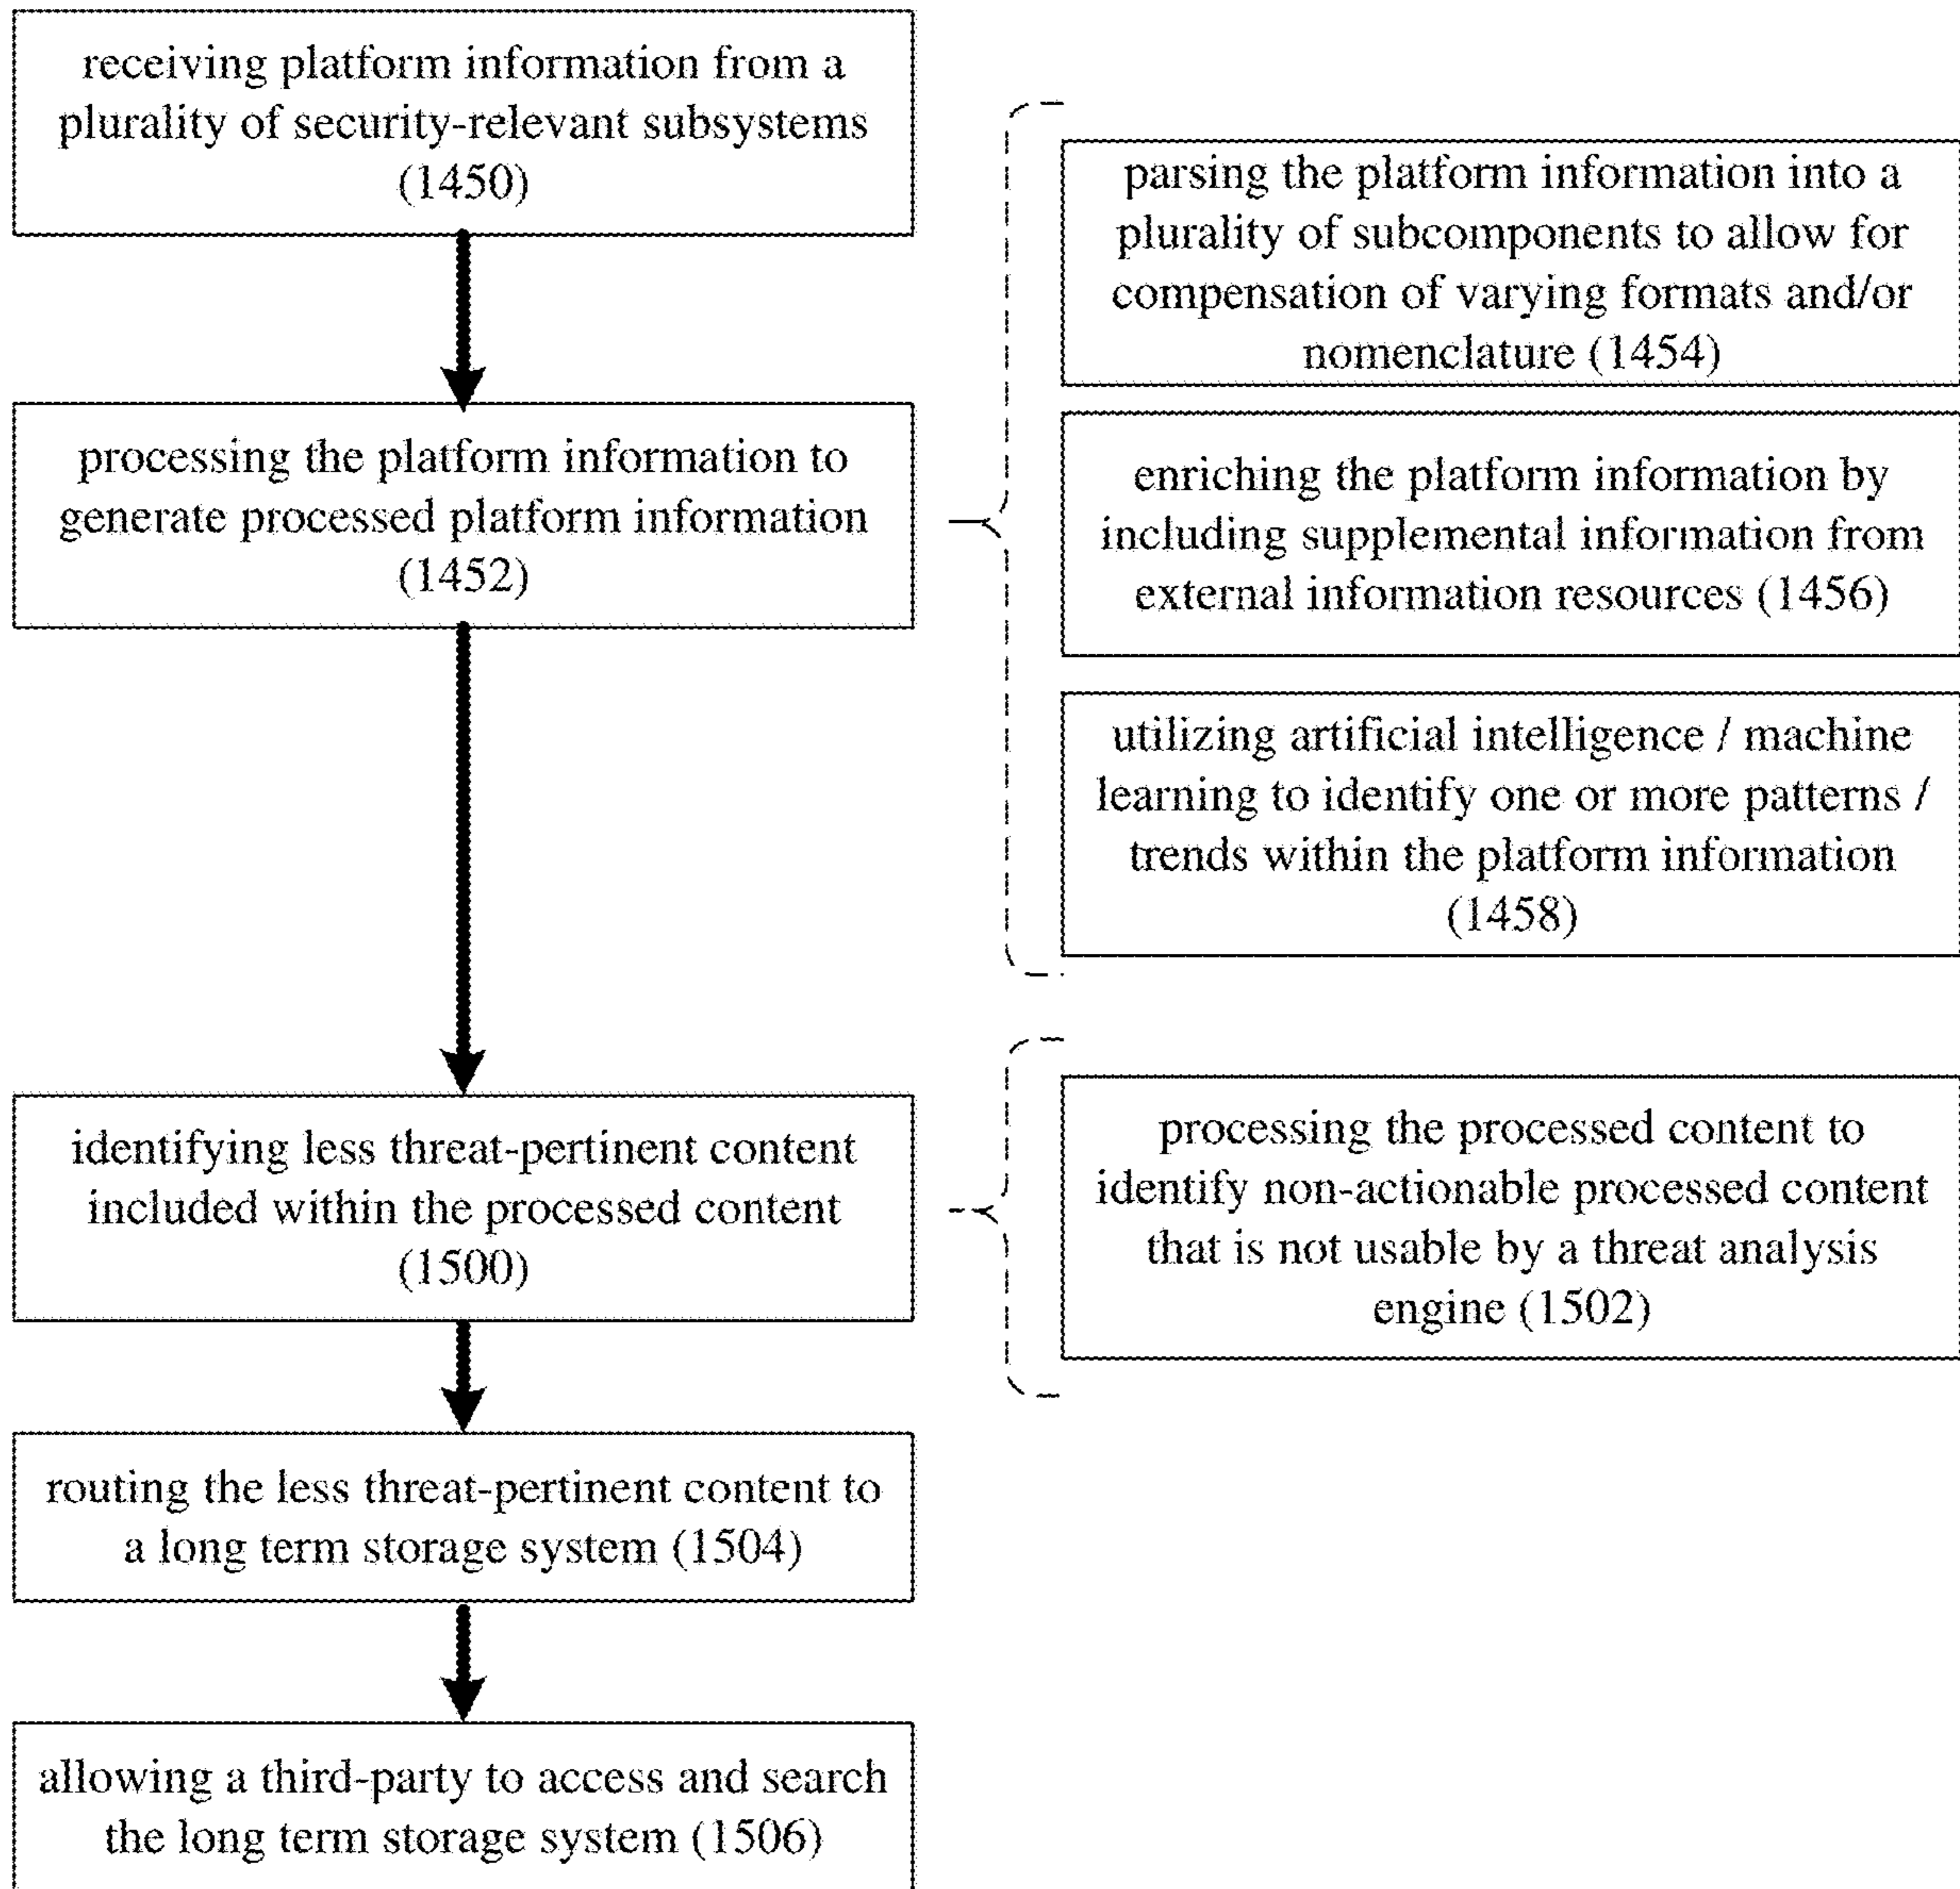 receiving platform information from a
plurality of security-relevant subsystems
(1450)
processing the platform information to
generate processed platform information
(1452)
parsing the platform information into a
plurality of subcomponents to allow for
compensation of varying formats and/or
nomenclature (1454)
enriching the platform information by
including supplemental information from
external information resources (1456)
utilizing artificial intelligence / machine
learning to identify one or more patterns /
trends within the platform information
(1458)
identifying less threat-pertinent content
included within the processed content
(1500)
processing the processed content to
identify non-actionable processed content
that is not usable by a threat analysis
engine (1502)
routing the less threat-pertinent content to
a long term storage system (1504)
allowing a third-party to access and search
the long term storage system (1506)